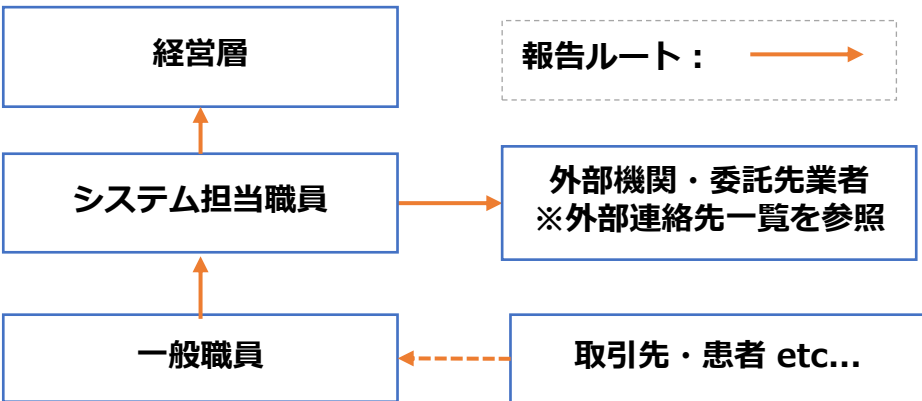 経営層
報告ルート：
システム担当職員
外部機関・委託先業者
※外部連絡先一覧を参照
一般職員
取引先・患者 etc...